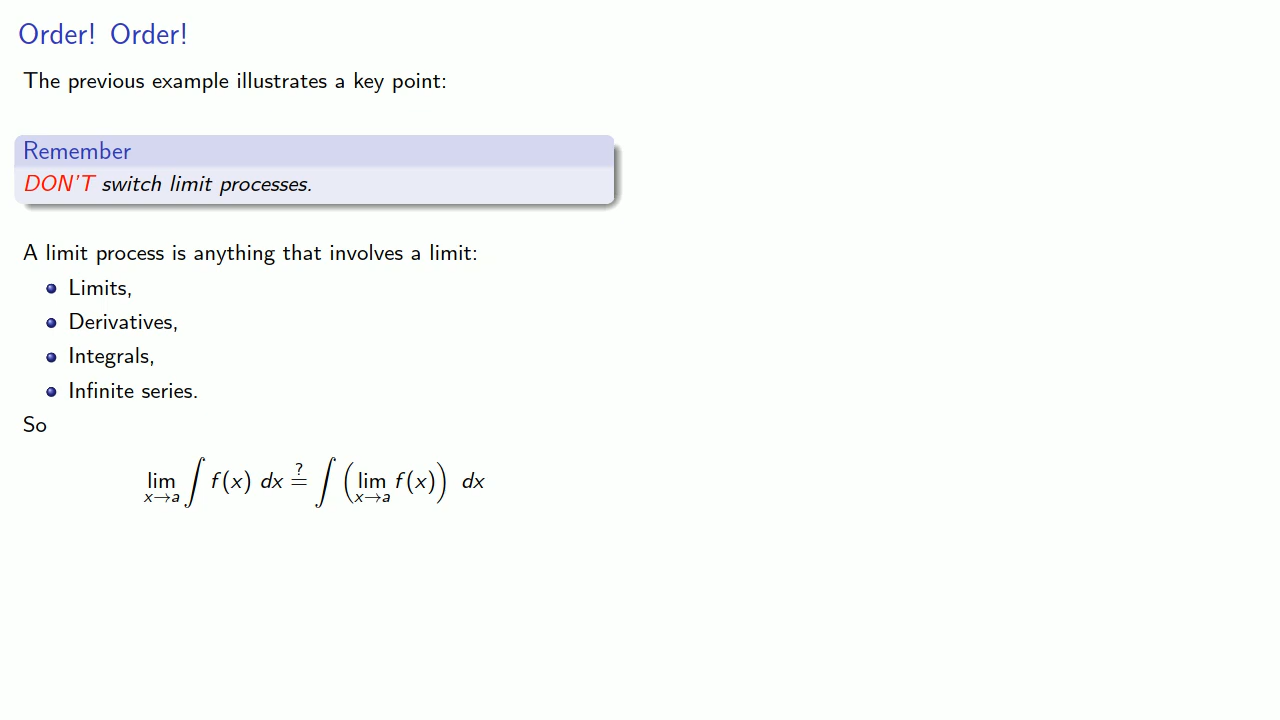 Order! Order!
The previous example illustrates a key point:
Remember
DON'T switch limit processes.
A limit process is anything that involves a limit:
Limits,
Derivatives,
Integrals,
Infinite series.
So
lim_{x→a} ∫ f(x) dx ≟ ∫ (lim_{x→a} f(x)) dx